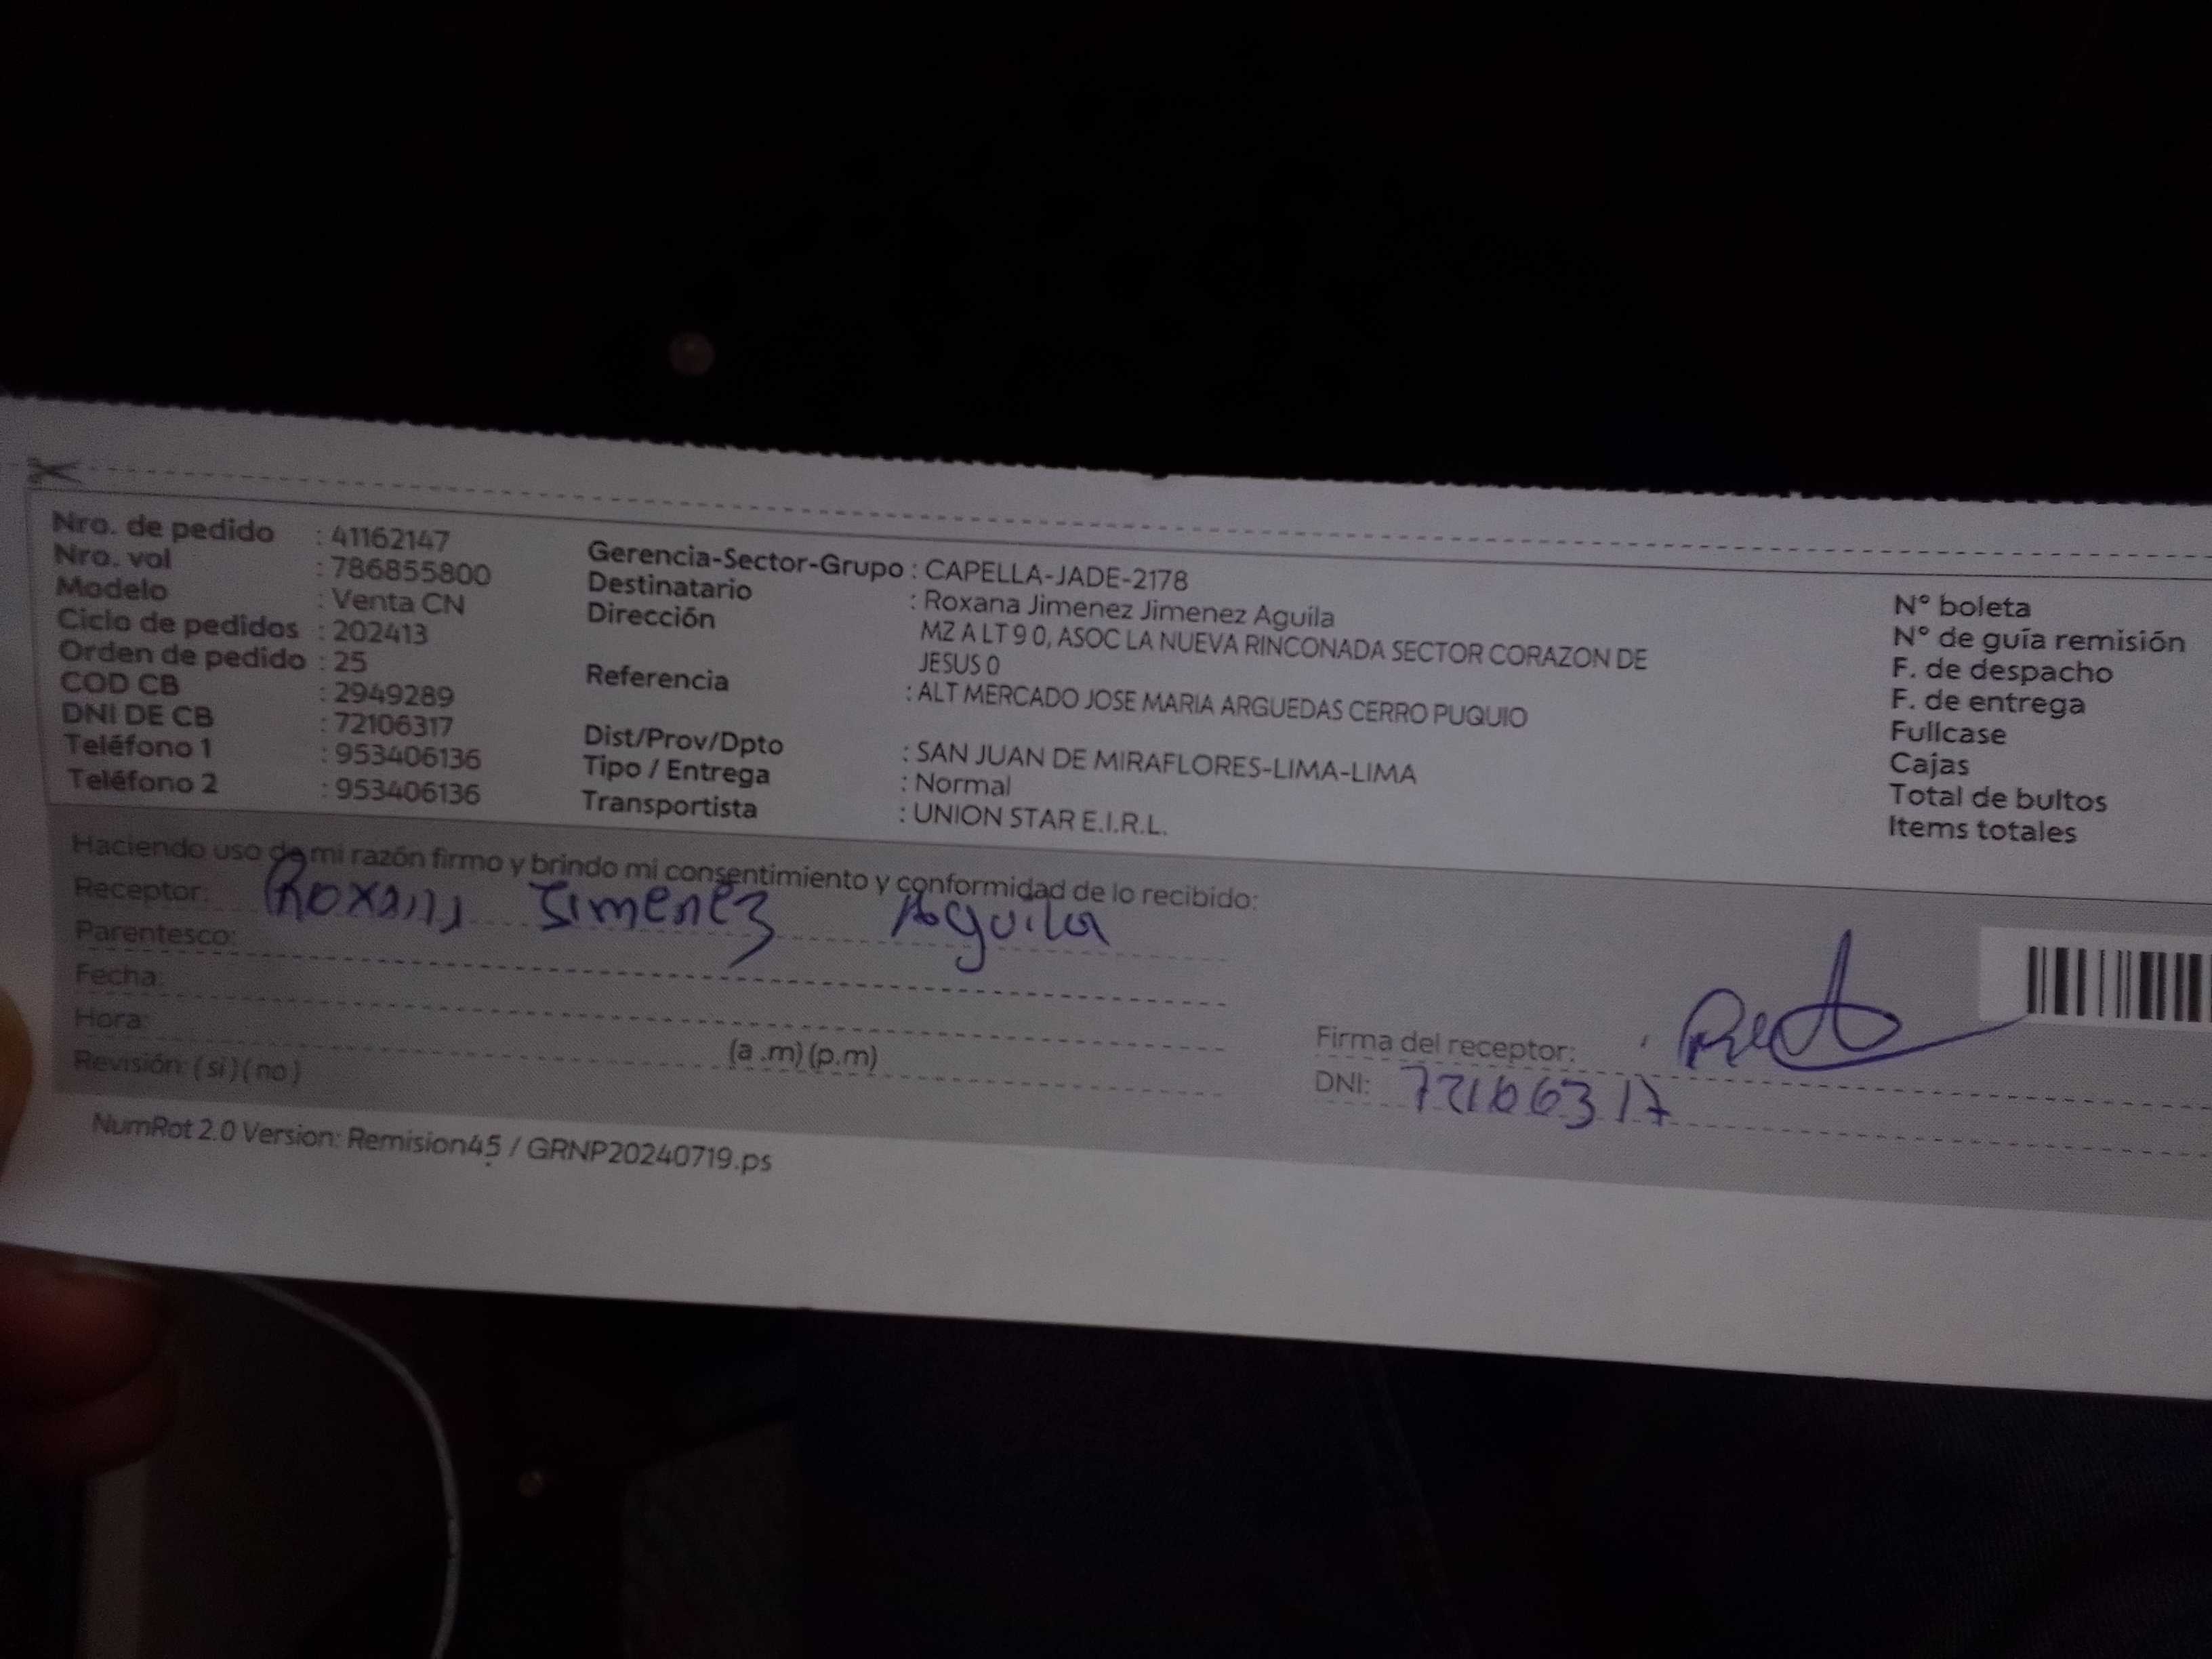 Nro. de pedido : 41162147
Nro. vol : 786855800
Modelo : Venta CN
Ciclo de pedidos : 202413
Orden de pedido : 25
COD CB : 2949289
DNI DE CB : 72106317
Teléfono 1 : 953406136
Teléfono 2 : 953406136
Gerencia-Sector-Grupo : CAPELLA-JADE-2178
Destinatario : Roxana Jimenez Jimenez Aguila
Dirección MZ A LT 9 0, ASOC LA NUEVA RINCONADA SECTOR CORAZON DE
JESUS 0
Referencia : ALT MERCADO JOSE MARIA ARGUEDAS CERRO PUQUIO
Dist/Prov/Dpto : SAN JUAN DE MIRAFLORES-LIMA-LIMA
Tipo / Entrega : Normal
Transportista : UNION STAR E.I.R.L.
N° boleta
N° de guía remisión
F. de despacho
F. de entrega
Fullcase
Cajas
Total de bultos
Items totales
Haciendo uso de mi razón firmo y brindo mi consentimiento y conformidad de lo recibido:
Receptor: Roxana Jimenez Aguila
Parentesco:
Fecha:
Hora: (a .m) (p.m)
Revisión: ( si ) ( no )
Firma del receptor:
DNI: 72106317
NumRot 2.0 Version: Remision45 / GRNP20240719.ps